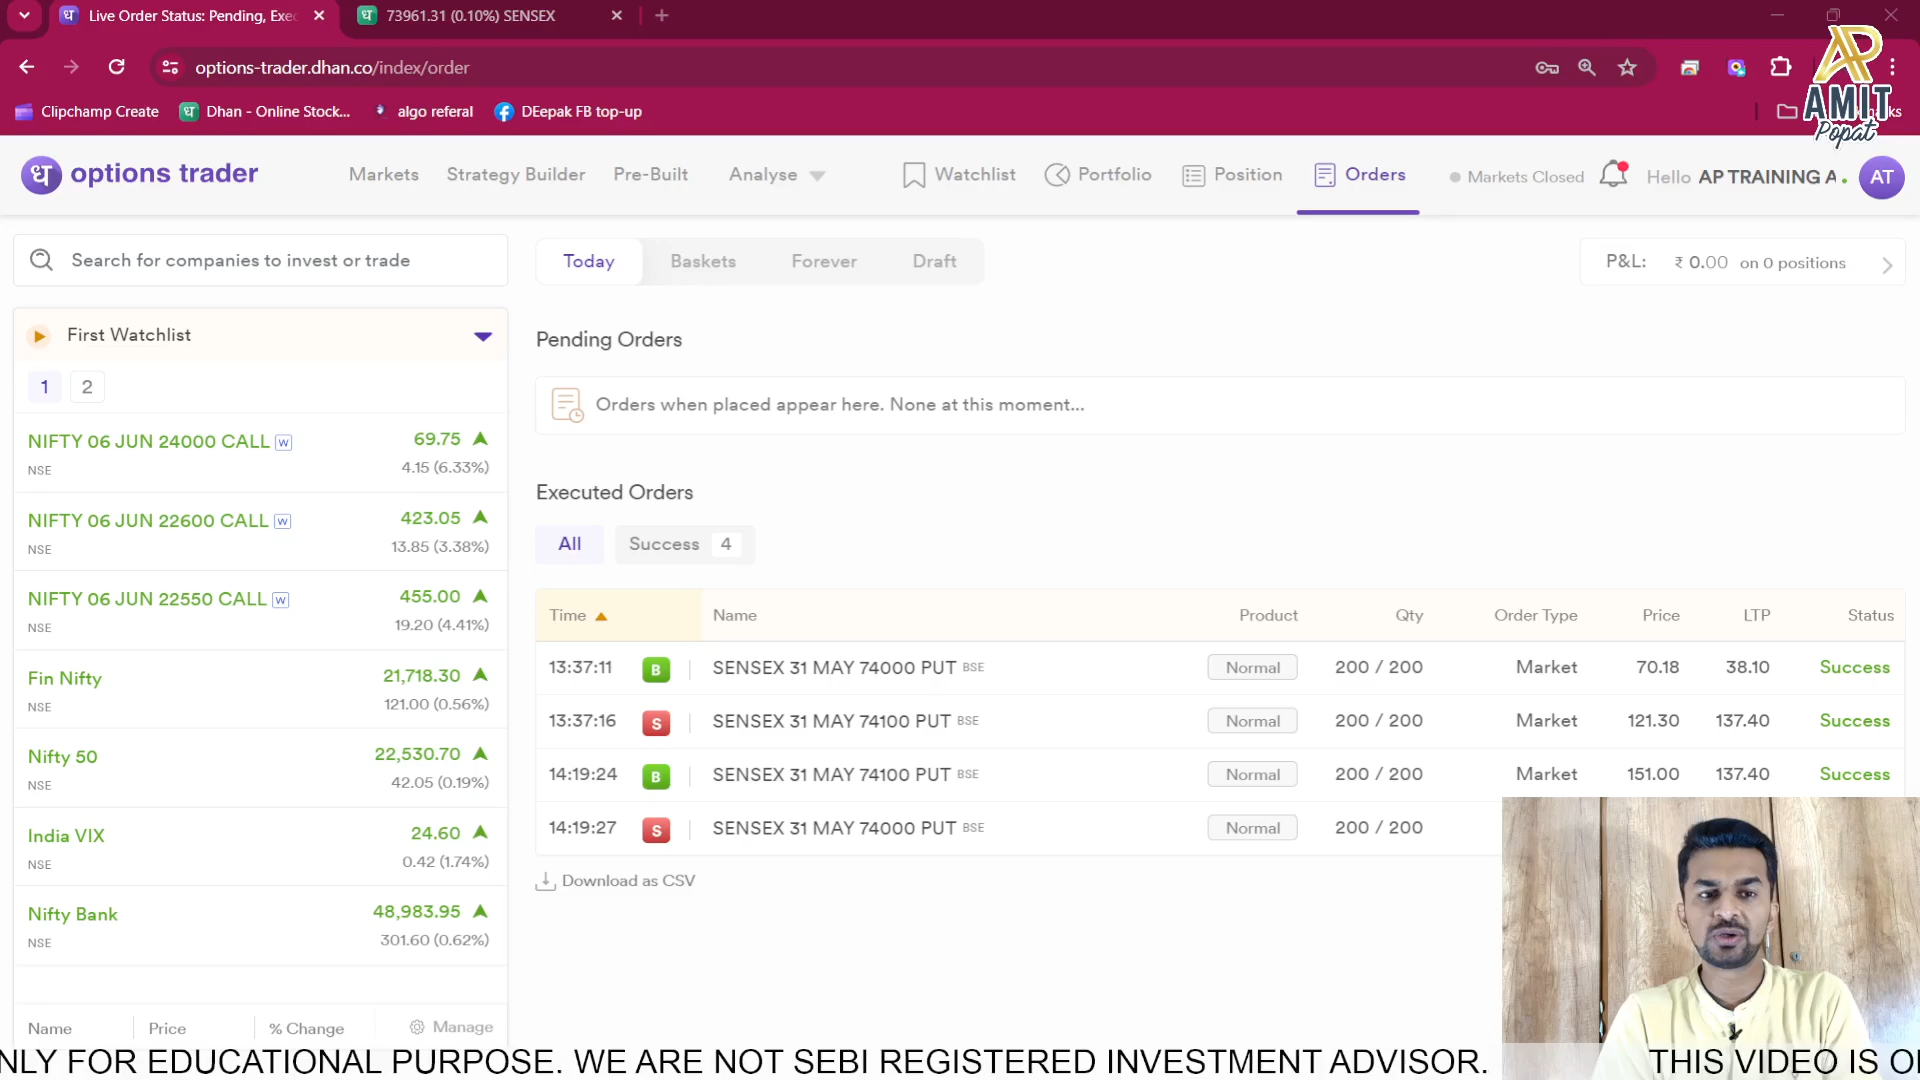 Live Order Status: Pending, Exec
73961.31 (0.10%) SENSEX
options-trader.dhan.co/index/order
Clipchamp Create
Dhan - Online Stock...
algo referal
DEepak FB top-up
AP
AMIT
Popat
options trader
Markets
Strategy Builder
Pre-Built
Analyse
Watchlist
Portfolio
Position
Orders
Markets Closed
Hello AP TRAINING A..
AT
Search for companies to invest or trade
Today
Baskets
Forever
Draft
P&L: ₹ 0.00 on 0 positions
First Watchlist
1 2
NIFTY 06 JUN 24000 CALL W 69.75
NSE 4.15 (6.33%)
NIFTY 06 JUN 22600 CALL W 423.05
NSE 13.85 (3.38%)
NIFTY 06 JUN 22550 CALL W 455.00
NSE 19.20 (4.41%)
Fin Nifty 21,718.30
NSE 121.00 (0.56%)
Nifty 50 22,530.70
NSE 42.05 (0.19%)
India VIX 24.60
NSE 0.42 (1.74%)
Nifty Bank 48,983.95
NSE 301.60 (0.62%)
Name Price % Change Manage
Pending Orders
Orders when placed appear here. None at this moment...
Executed Orders
All Success 4
Time Name Product Qty Order Type Price LTP Status
13:37:11 B SENSEX 31 MAY 74000 PUT BSE Normal 200 / 200 Market 70.18 38.10 Success
13:37:16 S SENSEX 31 MAY 74100 PUT BSE Normal 200 / 200 Market 121.30 137.40 Success
14:19:24 B SENSEX 31 MAY 74100 PUT BSE Normal 200 / 200 Market 151.00 137.40 Success
14:19:27 S SENSEX 31 MAY 74000 PUT BSE Normal 200 / 200
Download as CSV
NLY FOR EDUCATIONAL PURPOSE. WE ARE NOT SEBI REGISTERED INVESTMENT ADVISOR. THIS VIDEO IS O